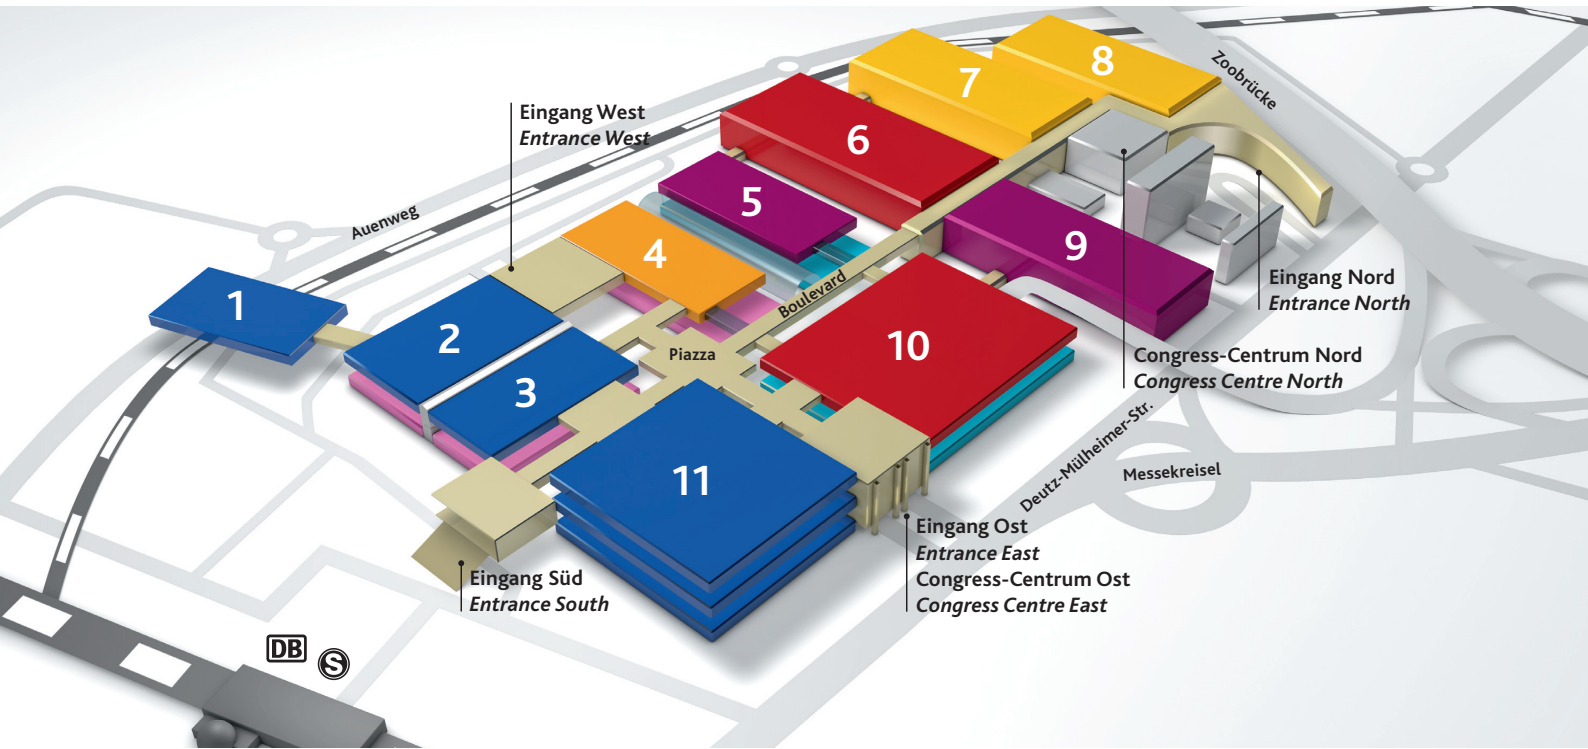 8
Zoobrücke
7
Eingang West
Entrance West
6
5
Auenweg
4
9
Eingang Nord
Entrance North
1
Boulevard
2
10
Piazza
Congress-Centrum Nord
Congress Centre North
3
Deutz-Mülheimer-Str.
Messekreisel
11
Eingang Ost
Entrance East
Congress-Centrum Ost
Congress Centre East
Eingang Süd
Entrance South
DB
S